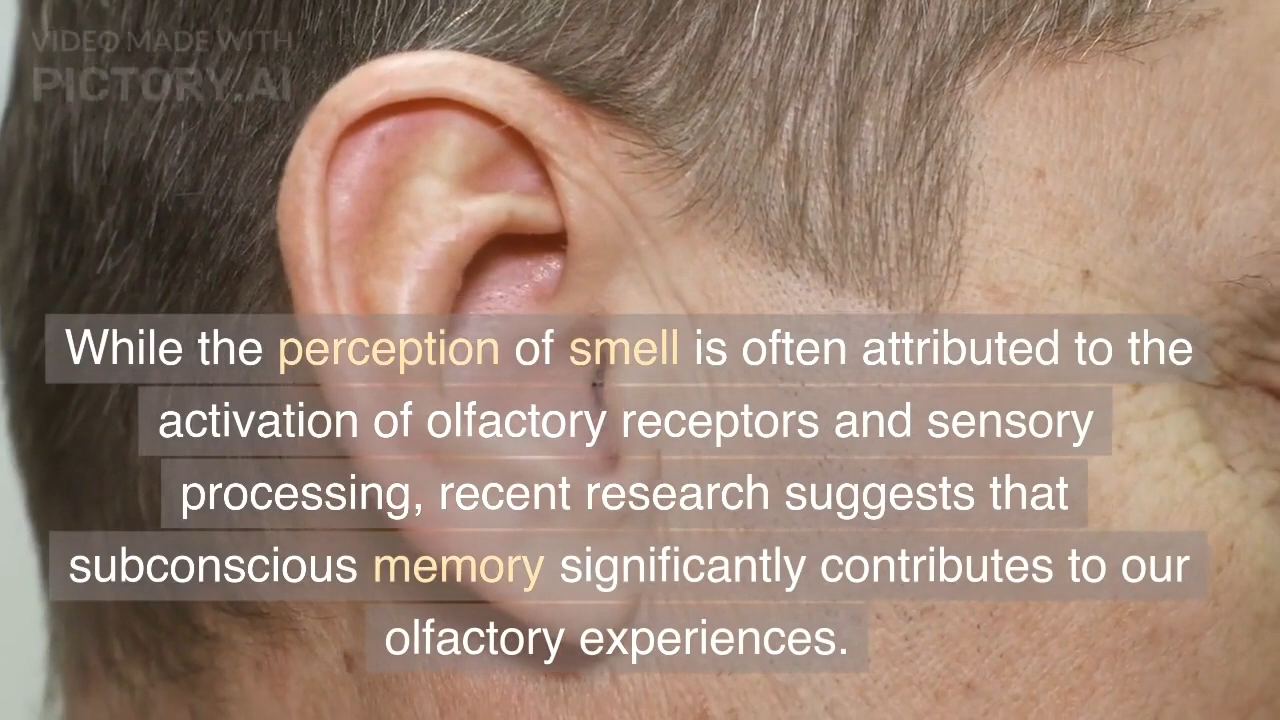 VIDEO MADE WITH
PICTORY.AI
While the perception of smell is often attributed to the
activation of olfactory receptors and sensory
processing, recent research suggests that
subconscious memory significantly contributes to our
olfactory experiences.